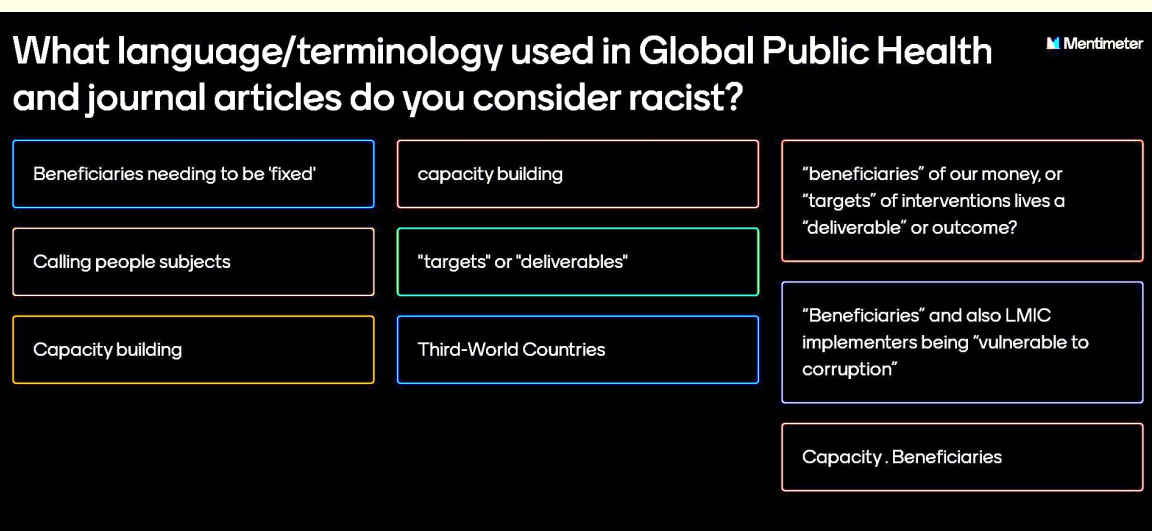 What language/terminology used in Global Public Health
and journal articles do you consider racist?
Mentimeter
Beneficiaries needing to be 'fixed'
Calling people subjects
Capacity building
capacity building
"targets" or "deliverables"
Third-World Countries
“beneficiaries” of our money, or
“targets” of interventions lives a
“deliverable” or outcome?
“Beneficiaries” and also LMIC
implementers being “vulnerable to
corruption”
Capacity . Beneficiaries